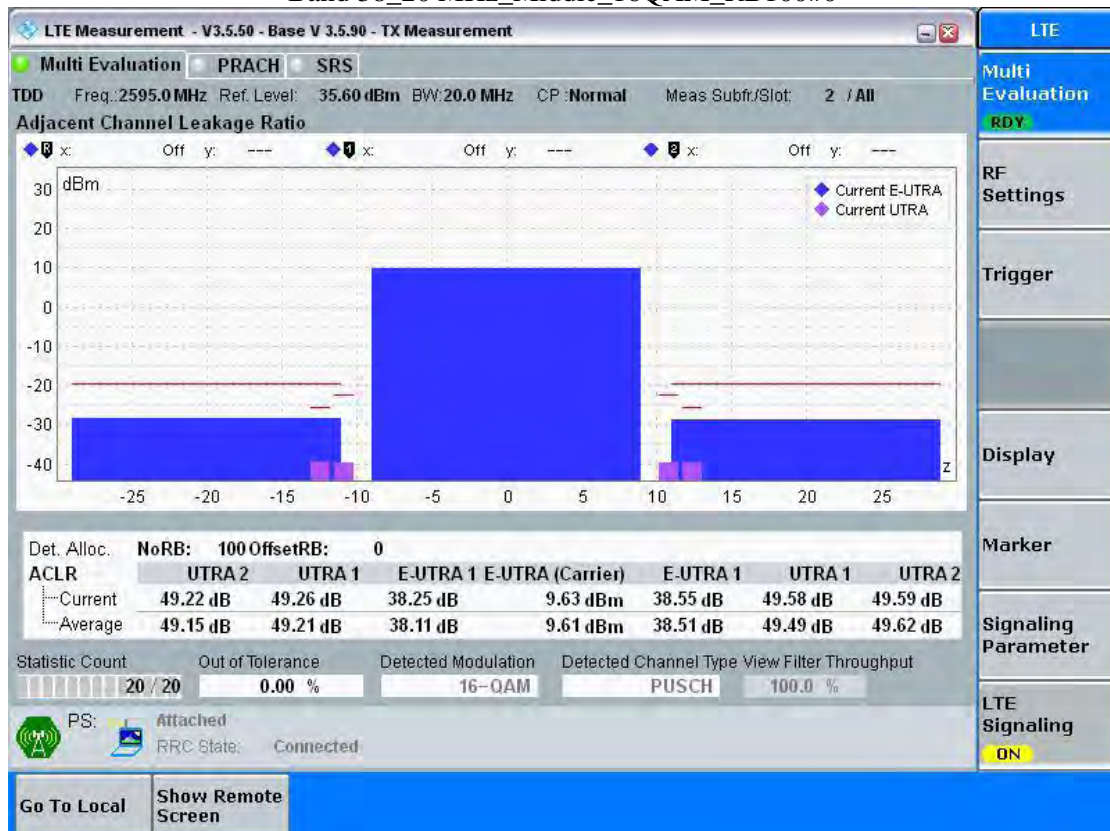 LTE Measurement - V3.5.50 - Base V 3.5.90 - TX Measurement
LTE
Multi Evaluation PRACH SRS
TDD Freq.:2595.0 MHz Ref. Level: 35.60 dBm BW:20.0 MHz CP :Normal Meas Subfr./Slot: 2 / All
Adjacent Channel Leakage Ratio
R x: Off y: --- 1 x: Off y: --- 2 x: Off y: ---
dBm
Current E-UTRA
Current UTRA
30
20
10
0
-10
-20
-30
-40
z
-25 -20 -15 -10 -5 0 5 10 15 20 25
Det. Alloc. NoRB: 100 OffsetRB: 0
ACLR UTRA 2 UTRA 1 E-UTRA 1 E-UTRA (Carrier) E-UTRA 1 UTRA 1 UTRA 2
Current 49.22 dB 49.26 dB 38.25 dB 9.63 dBm 38.55 dB 49.58 dB 49.59 dB
Average 49.15 dB 49.21 dB 38.11 dB 9.61 dBm 38.51 dB 49.49 dB 49.62 dB
Statistic Count Out of Tolerance Detected Modulation Detected Channel Type View Filter Throughput
20 / 20 0.00 % 16-QAM PUSCH 100.0 %
PS: Attached
RRC State: Connected
Go To Local
Show Remote
Screen
Multi
Evaluation
RDY
RF
Settings
Trigger
Display
Marker
Signaling
Parameter
LTE
Signaling
ON